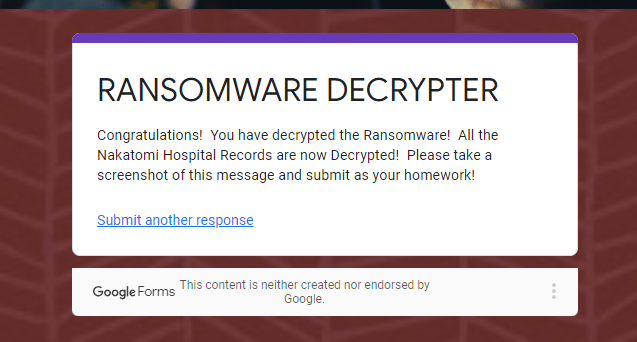 RANSOMWARE DECRYPTER
Congratulations!  You have decrypted the Ransomware!  All the
Nakatomi Hospital Records are now Decrypted!  Please take a
screenshot of this message and submit as your homework!
Submit another response
Google Forms
This content is neither created nor endorsed by
Google.